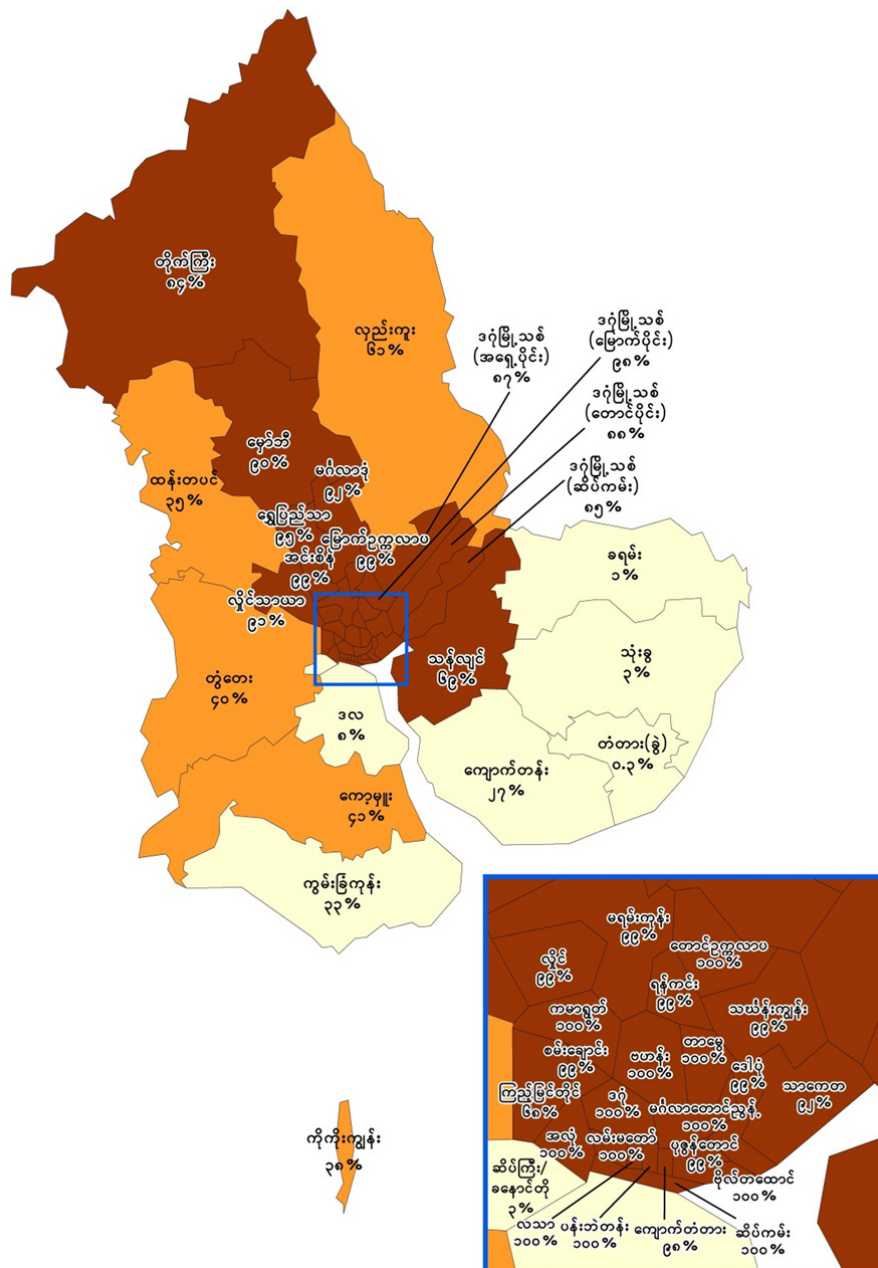 တိုက်ကြီး
၈၄%
လှည်းကူး
၆၁%
ဒဂုံမြို့သစ်
(အရှေ့ပိုင်း)
၈၇%
ဒဂုံမြို့သစ်
(မြောက်ပိုင်း)
၉၈%
ဒဂုံမြို့သစ်
(တောင်ပိုင်း)
၈၈%
ဒဂုံမြို့သစ်
(ဆိပ်ကမ်း)
၈၅%
မှော်ဘီ
၉၀%
မင်္ဂလာဒုံ
၉၂%
ထန်းတပင်
၃၅%
ရွှေပြည်သာ
၉၅%
မြောက်ဥက္ကလာပ
၉၉%
အင်းစိန်
၉၉%
လှိုင်သာယာ
၉၁%
ခရမ်း
၁%
သုံးခွ
၃%
သန်လျင်
၆၉%
တွံတေး
၄၀%
ဒလ
၈%
တံတား(ခွဲ)
၀.၃%
ကျောက်တန်း
၂၇%
ကော့မှူး
၄၁%
ကွမ်းခြံကုန်း
၃၃%
ကိုကိုးကျွန်း
၃၈%
မရမ်းကုန်း
၉၉%
တောင်ဥက္ကလာပ
၁၀၀%
လှိုင်
၉၉%
ရန်ကင်း
၉၉%
ကမာရွတ်
၁၀၀%
သင်္ဃန်းကျွန်း
၉၉%
စမ်းချောင်း
၉၉%
ဗဟန်း
၁၀၀%
တာမွေ
၁၀၀%
ဒေါပုံ
၉၉%
သာကေတ
၉၂%
ကြည့်မြင်တိုင်
၆၈%
ဒဂုံ
၁၀၀%
မင်္ဂလာတောင်ညွန့်
၁၀၀%
အလုံ
၁၀၀%
လမ်းမတော်
၁၀၀%
ပုဇွန်တောင်
၉၉%
ဗိုလ်တထောင်
၁၀၀%
ဆိပ်ကြီး/
ခနောင်တို
၃%
လသာ
၁၀၀%
ပန်းဘဲတန်း
၁၀၀%
ကျောက်တံတား
၉၈%
ဆိပ်ကမ်း
၁၀၀%